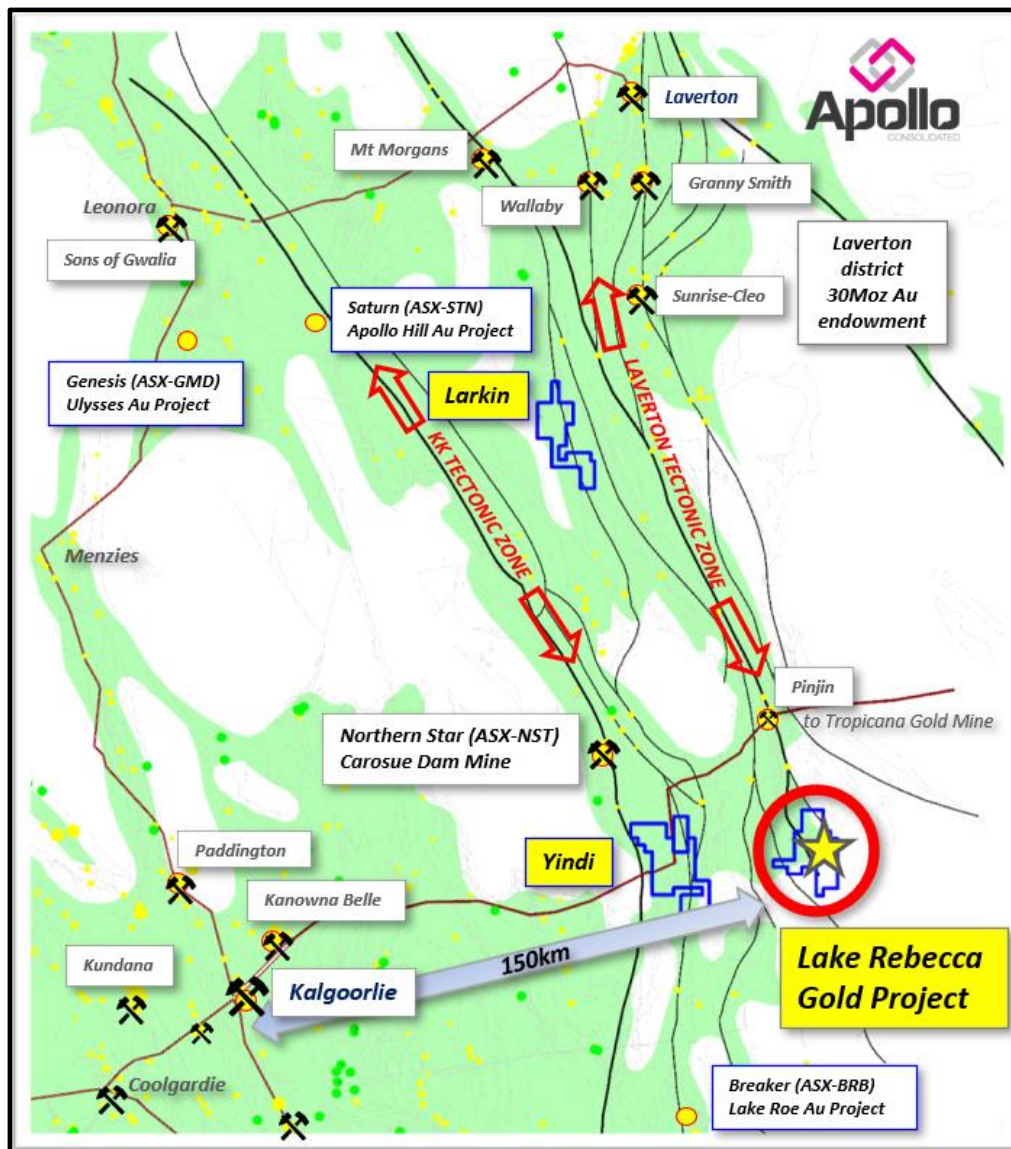 Apollo
CONSOLIDATED
Laverton
Mt Morgans
Wallaby
Granny Smith
Leonora
Sons of Gwalia
Laverton
district
30Moz Au
endowment
Sunrise-Cleo
Saturn (ASX-STN)
Apollo Hill Au Project
Genesis (ASX-GMD)
Ulysses Au Project
Larkin
KK TECTONIC ZONE
LAVERTON TECTONIC ZONE
Menzies
Pinjin
to Tropicana Gold Mine
Northern Star (ASX-NST)
Carosue Dam Mine
Yindi
Paddington
Kanowna Belle
Kundana
Kalgoorlie
150km
Lake Rebecca
Gold Project
Coolgardie
Breaker (ASX-BRB)
Lake Roe Au Project